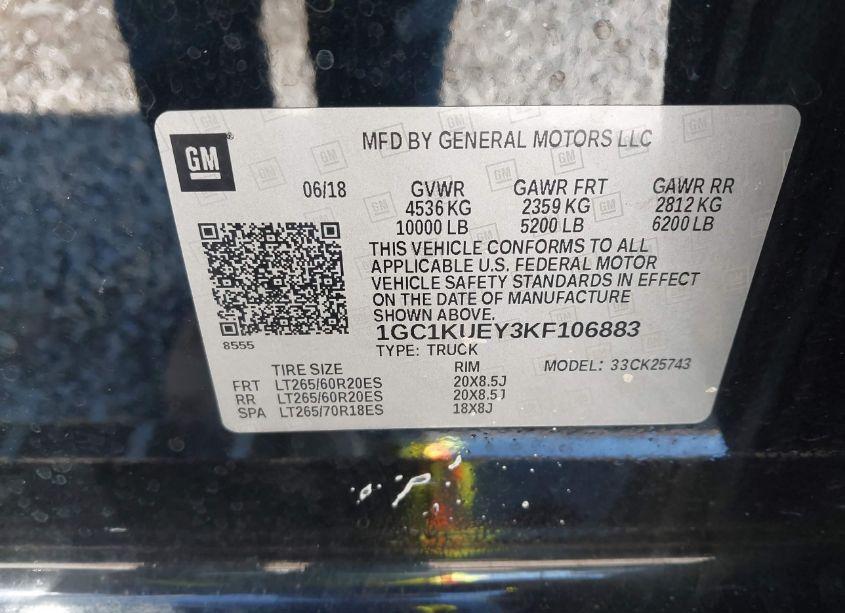 GM
MFD BY GENERAL MOTORS LLC
06/18 GVWR GAWR FRT GAWR RR
4536 KG 2359 KG 2812 KG
10000 LB 5200 LB 6200 LB
THIS VEHICLE CONFORMS TO ALL
APPLICABLE U.S. FEDERAL MOTOR
VEHICLE SAFETY STANDARDS IN EFFECT
ON THE DATE OF MANUFACTURE
SHOWN ABOVE.
8555
1GC1KUEY3KF106883
TYPE: TRUCK
TIRE SIZE RIM MODEL: 33CK25743
FRT LT265/60R20ES 20X8.5J
RR LT265/60R20ES 20X8.5J
SPA LT265/70R18ES 18X8J